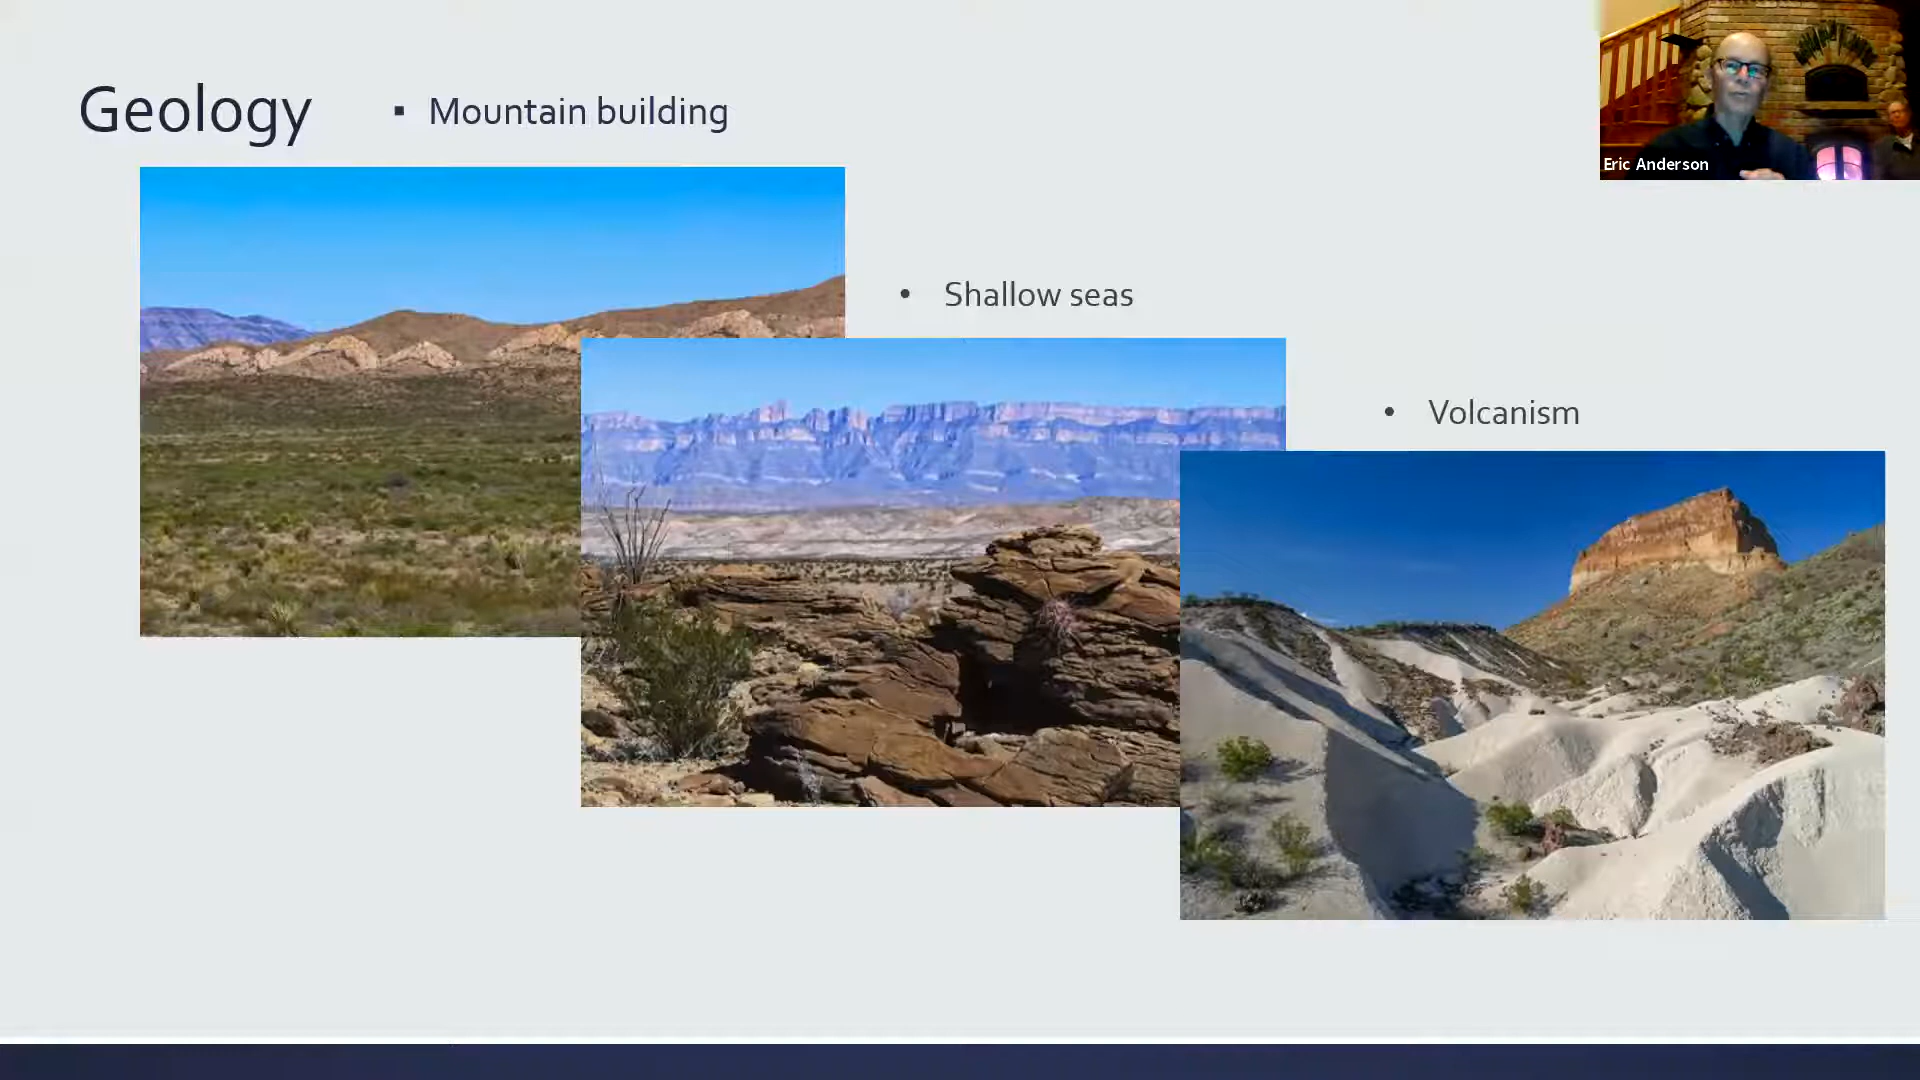 Geology
▪ Mountain building
Eric Anderson
• Shallow seas
• Volcanism